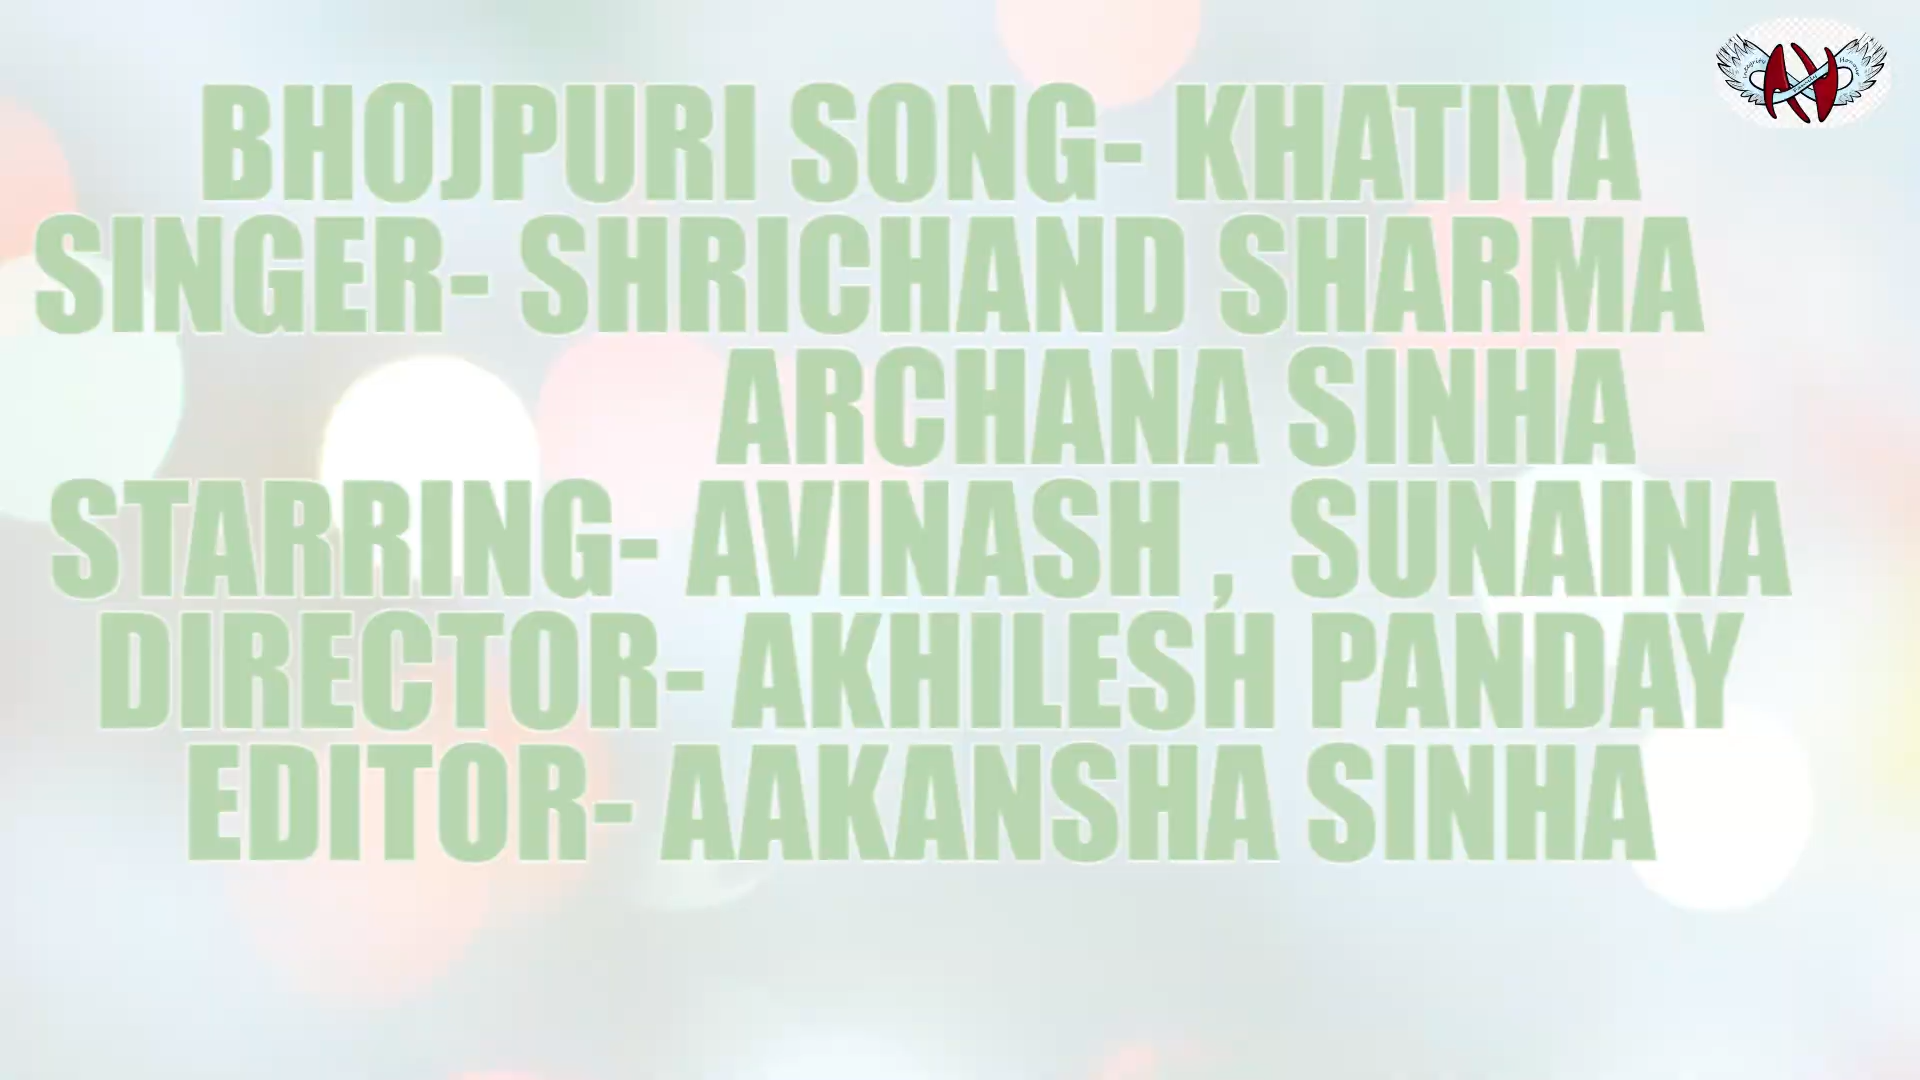 BHOJPURI SONG- KHATIYA
SINGER- SHRICHAND SHARMA
ARCHANA SINHA
STARRING- AVINASH , SUNAINA
DIRECTOR- AKHILESH PANDAY
EDITOR- AAKANSHA SINHA